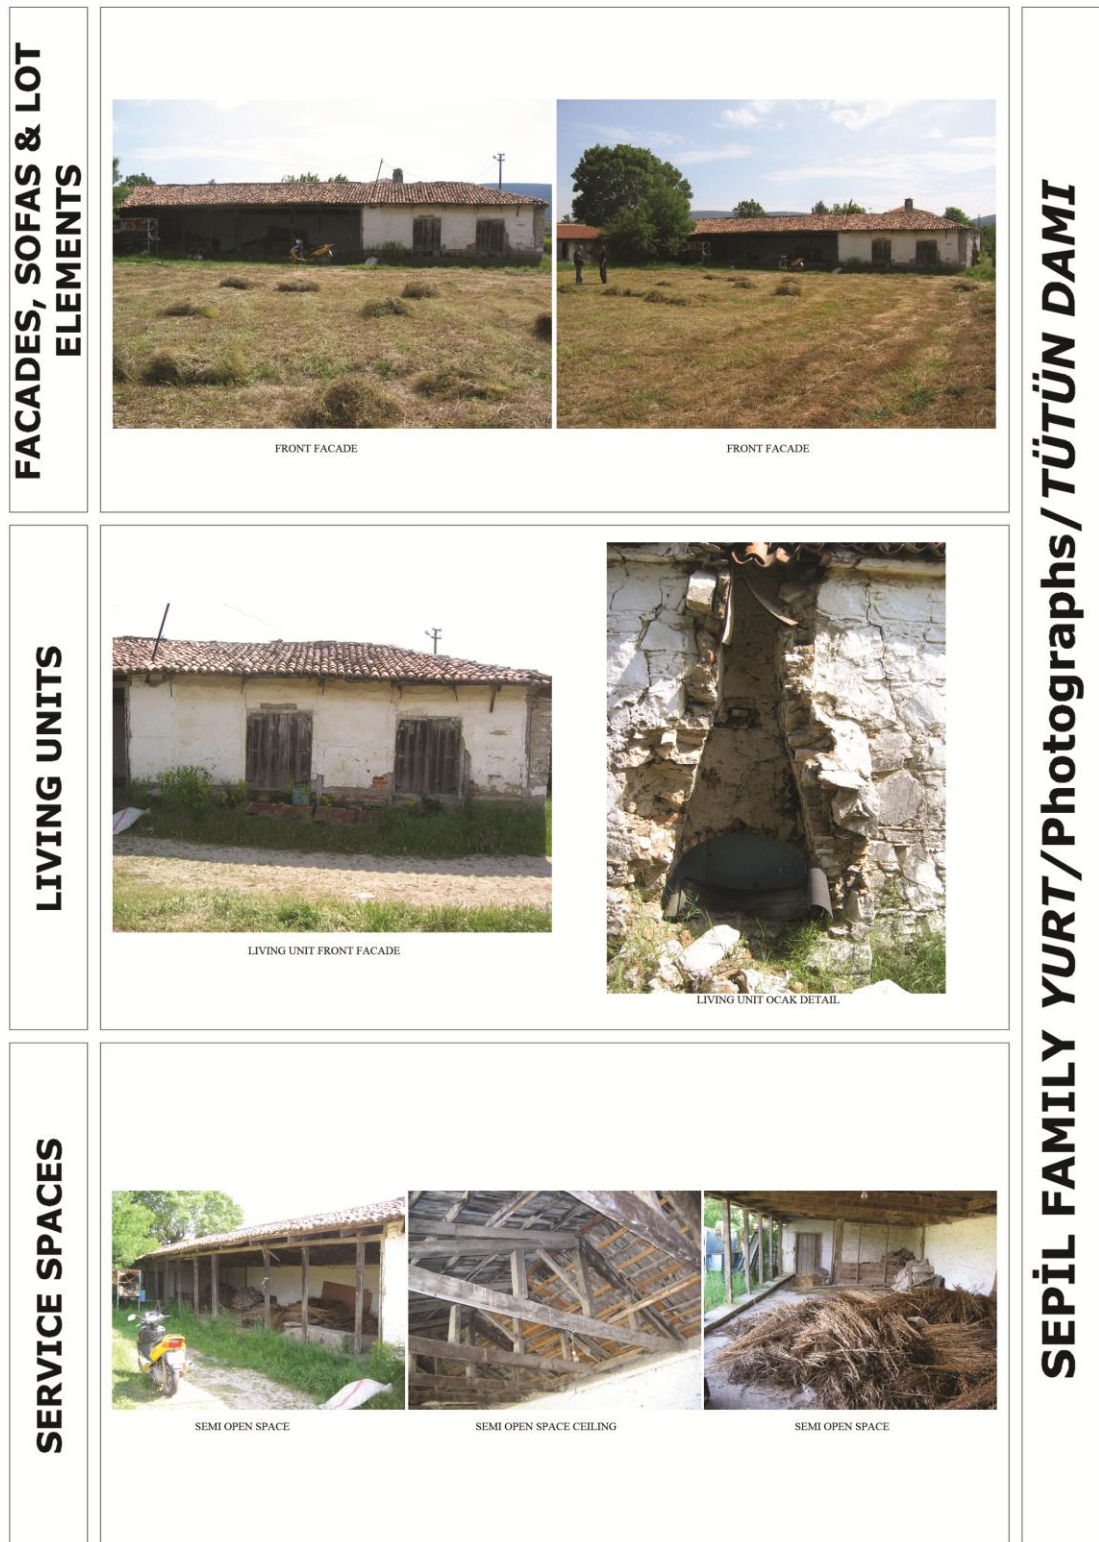 FACADES, SOFAS & LOT
ELEMENTS
FRONT FACADE
FRONT FACADE
LIVING UNITS
LIVING UNIT FRONT FACADE
LIVING UNIT OCAK DETAIL
SERVICE SPACES
SEMI OPEN SPACE
SEMI OPEN SPACE CEILING
SEMI OPEN SPACE
SEPİL FAMILY YURT/Photographs/TÜTÜN DAMI